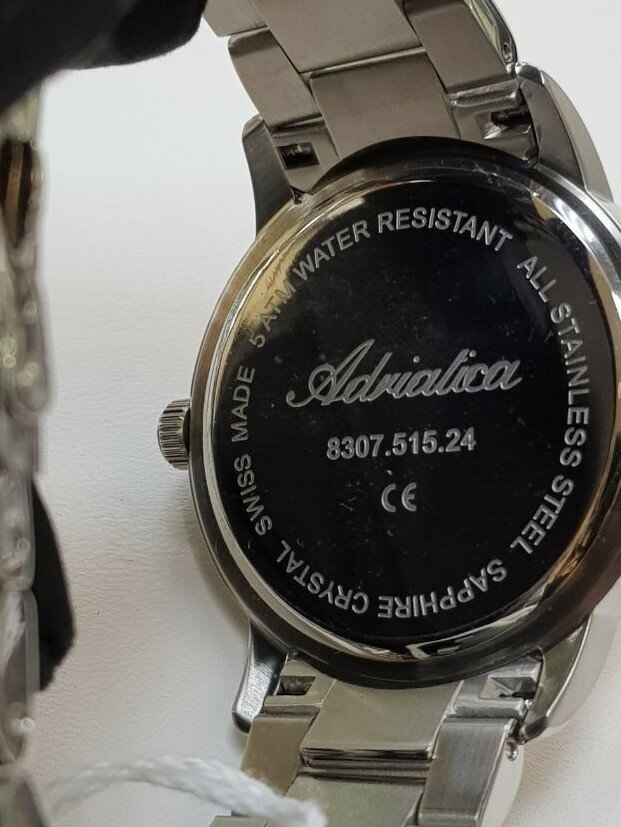 5 ATM WATER RESISTANT
ALL STAINLESS STEEL
SAPPHIRE CRYSTAL
SWISS MADE
Adriatica
8307.515.24
CE